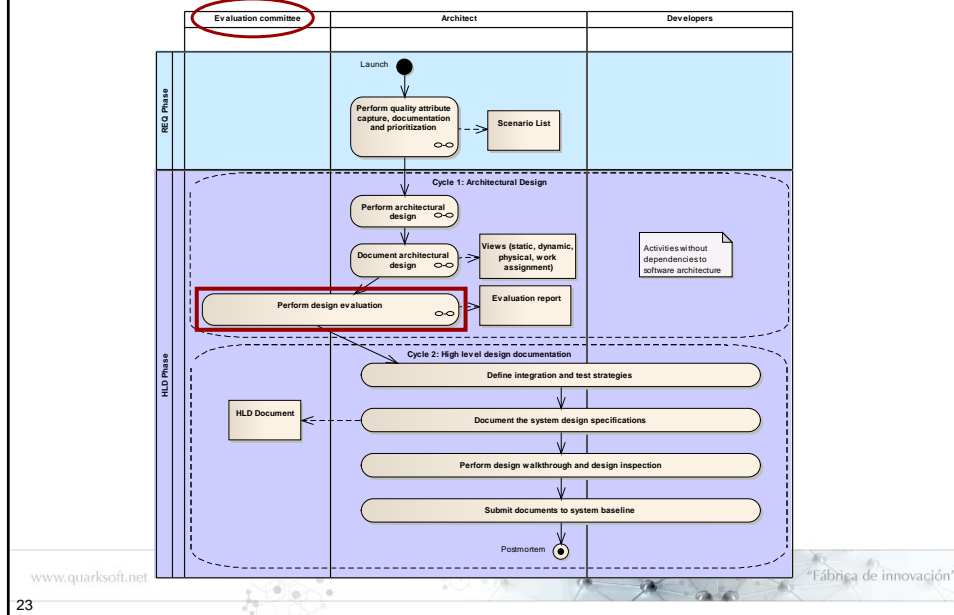 Evaluation committee
Architect
Developers
REQ Phase
Launch
Perform quality attribute
capture, documentation
and prioritization
Scenario List
HLD Phase
Cycle 1: Architectural Design
Perform architectural
design
Document architectural
design
Views (static, dynamic,
physical, work
assignment)
Activities without
dependencies to
software architecture
Perform design evaluation
Evaluation report
Cycle 2: High level design documentation
Define integration and test strategies
HLD Document
Document the system design specifications
Perform design walkthrough and design inspection
Submit documents to system baseline
Postmortem
www.quarksoft.net
"Fábrica de innovación"
23